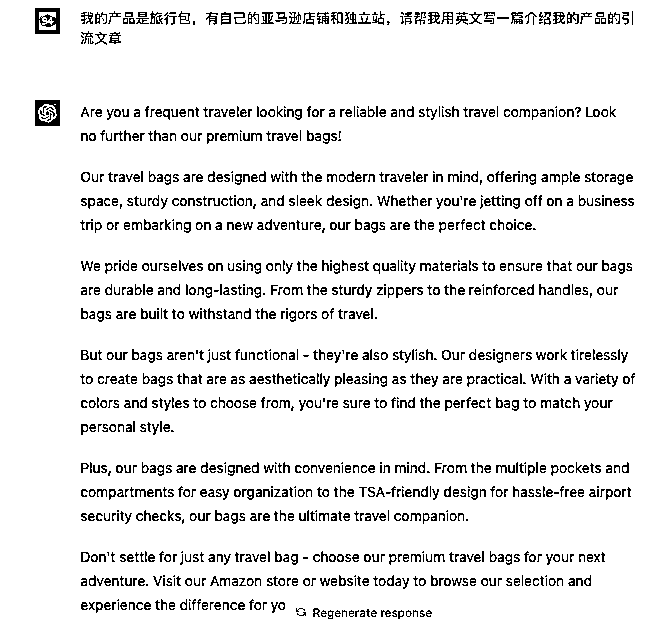 我的产品是旅行包，有自己的亚马逊店铺和独立站，请帮我用英文写一篇介绍我的产品的引
流文章
Are you a frequent traveler looking for a reliable and stylish travel companion? Look
no further than our premium travel bags!
Our travel bags are designed with the modern traveler in mind, offering ample storage
space, sturdy construction, and sleek design. Whether you're jetting off on a business
trip or embarking on a new adventure, our bags are the perfect choice.
We pride ourselves on using only the highest quality materials to ensure that our bags
are durable and long-lasting. From the sturdy zippers to the reinforced handles, our
bags are built to withstand the rigors of travel.
But our bags aren't just functional - they're also stylish. Our designers work tirelessly
to create bags that are as aesthetically pleasing as they are practical. With a variety of
colors and styles to choose from, you're sure to find the perfect bag to match your
personal style.
Plus, our bags are designed with convenience in mind. From the multiple pockets and
compartments for easy organization to the TSA-friendly design for hassle-free airport
security checks, our bags are the ultimate travel companion.
Don't settle for just any travel bag - choose our premium travel bags for your next
adventure. Visit our Amazon store or website today to browse our selection and
experience the difference for yo
Regenerate response